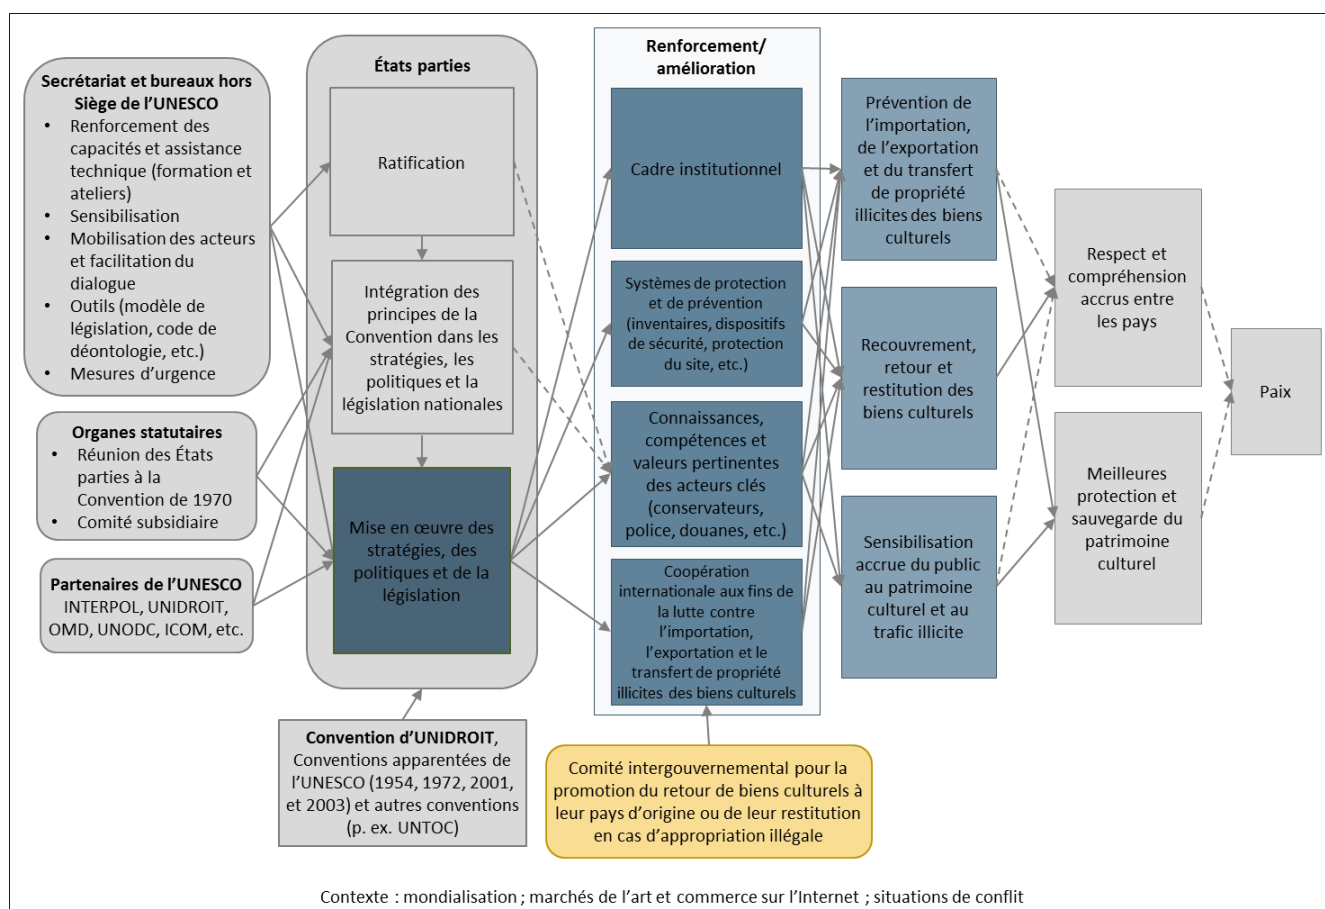 Secrétariat et bureaux hors
Siège de l’UNESCO
• Renforcement des
capacités et assistance
technique (formation et
ateliers)
• Sensibilisation
• Mobilisation des acteurs
et facilitation du
dialogue
• Outils (modèle de
législation, code de
déontologie, etc.)
• Mesures d’urgence
Organes statutaires
• Réunion des États
parties à la
Convention de 1970
• Comité subsidiaire
Partenaires de l’UNESCO
INTERPOL, UNIDROIT,
OMD, UNODC, ICOM, etc.
États parties
Ratification
Intégration des
principes de la
Convention dans les
stratégies, les
politiques et la
législation nationales
Mise en œuvre des
stratégies, des
politiques et de la
législation
Convention d’UNIDROIT,
Conventions apparentées de
l’UNESCO (1954, 1972, 2001,
et 2003) et autres conventions
(p. ex. UNTOC)
Renforcement/
amélioration
Cadre institutionnel
Systèmes de protection
et de prévention
(inventaires, dispositifs
de sécurité, protection
du site, etc.)
Connaissances,
compétences et
valeurs pertinentes
des acteurs clés
(conservateurs,
police, douanes, etc.)
Coopération
internationale aux fins de
la lutte contre
l’importation,
l’exportation et le
transfert de propriété
illicites des biens culturels
Comité intergouvernemental pour la
promotion du retour de biens culturels à
leur pays d’origine ou de leur restitution
en cas d’appropriation illégale
Prévention de
l’importation,
de l’exportation
et du transfert
de propriété
illicites des biens
culturels
Recouvrement,
retour et
restitution des
biens culturels
Sensibilisation
accrue du public
au patrimoine
culturel et au
trafic illicite
Respect et
compréhension
accrus entre
les pays
Meilleures
protection et
sauvegarde du
patrimoine
culturel
Paix
Contexte : mondialisation ; marchés de l’art et commerce sur l’Internet ; situations de conflit